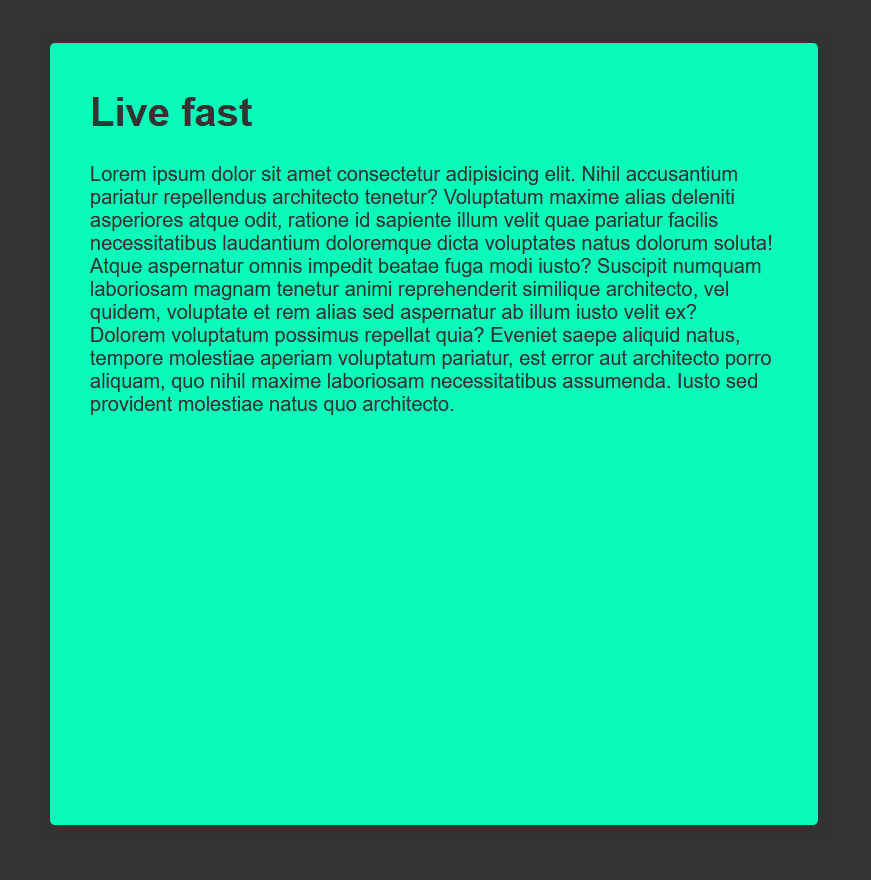 Live fast
Lorem ipsum dolor sit amet consectetur adipisicing elit. Nihil accusantium
pariatur repellendus architecto tenetur? Voluptatum maxime alias deleniti
asperiores atque odit, ratione id sapiente illum velit quae pariatur facilis
necessitatibus laudantium doloremque dicta voluptates natus dolorum soluta!
Atque aspernatur omnis impedit beatae fuga modi iusto? Suscipit numquam
laboriosam magnam tenetur animi reprehenderit similique architecto, vel
quidem, voluptate et rem alias sed aspernatur ab illum iusto velit ex?
Dolorem voluptatum possimus repellat quia? Eveniet saepe aliquid natus,
tempore molestiae aperiam voluptatum pariatur, est error aut architecto porro
aliquam, quo nihil maxime laboriosam necessitatibus assumenda. Iusto sed
provident molestiae natus quo architecto.